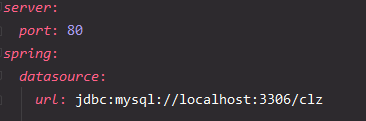 server:
  port: 80
spring:
  datasource:
    url: jdbc:mysql://localhost:3306/clz